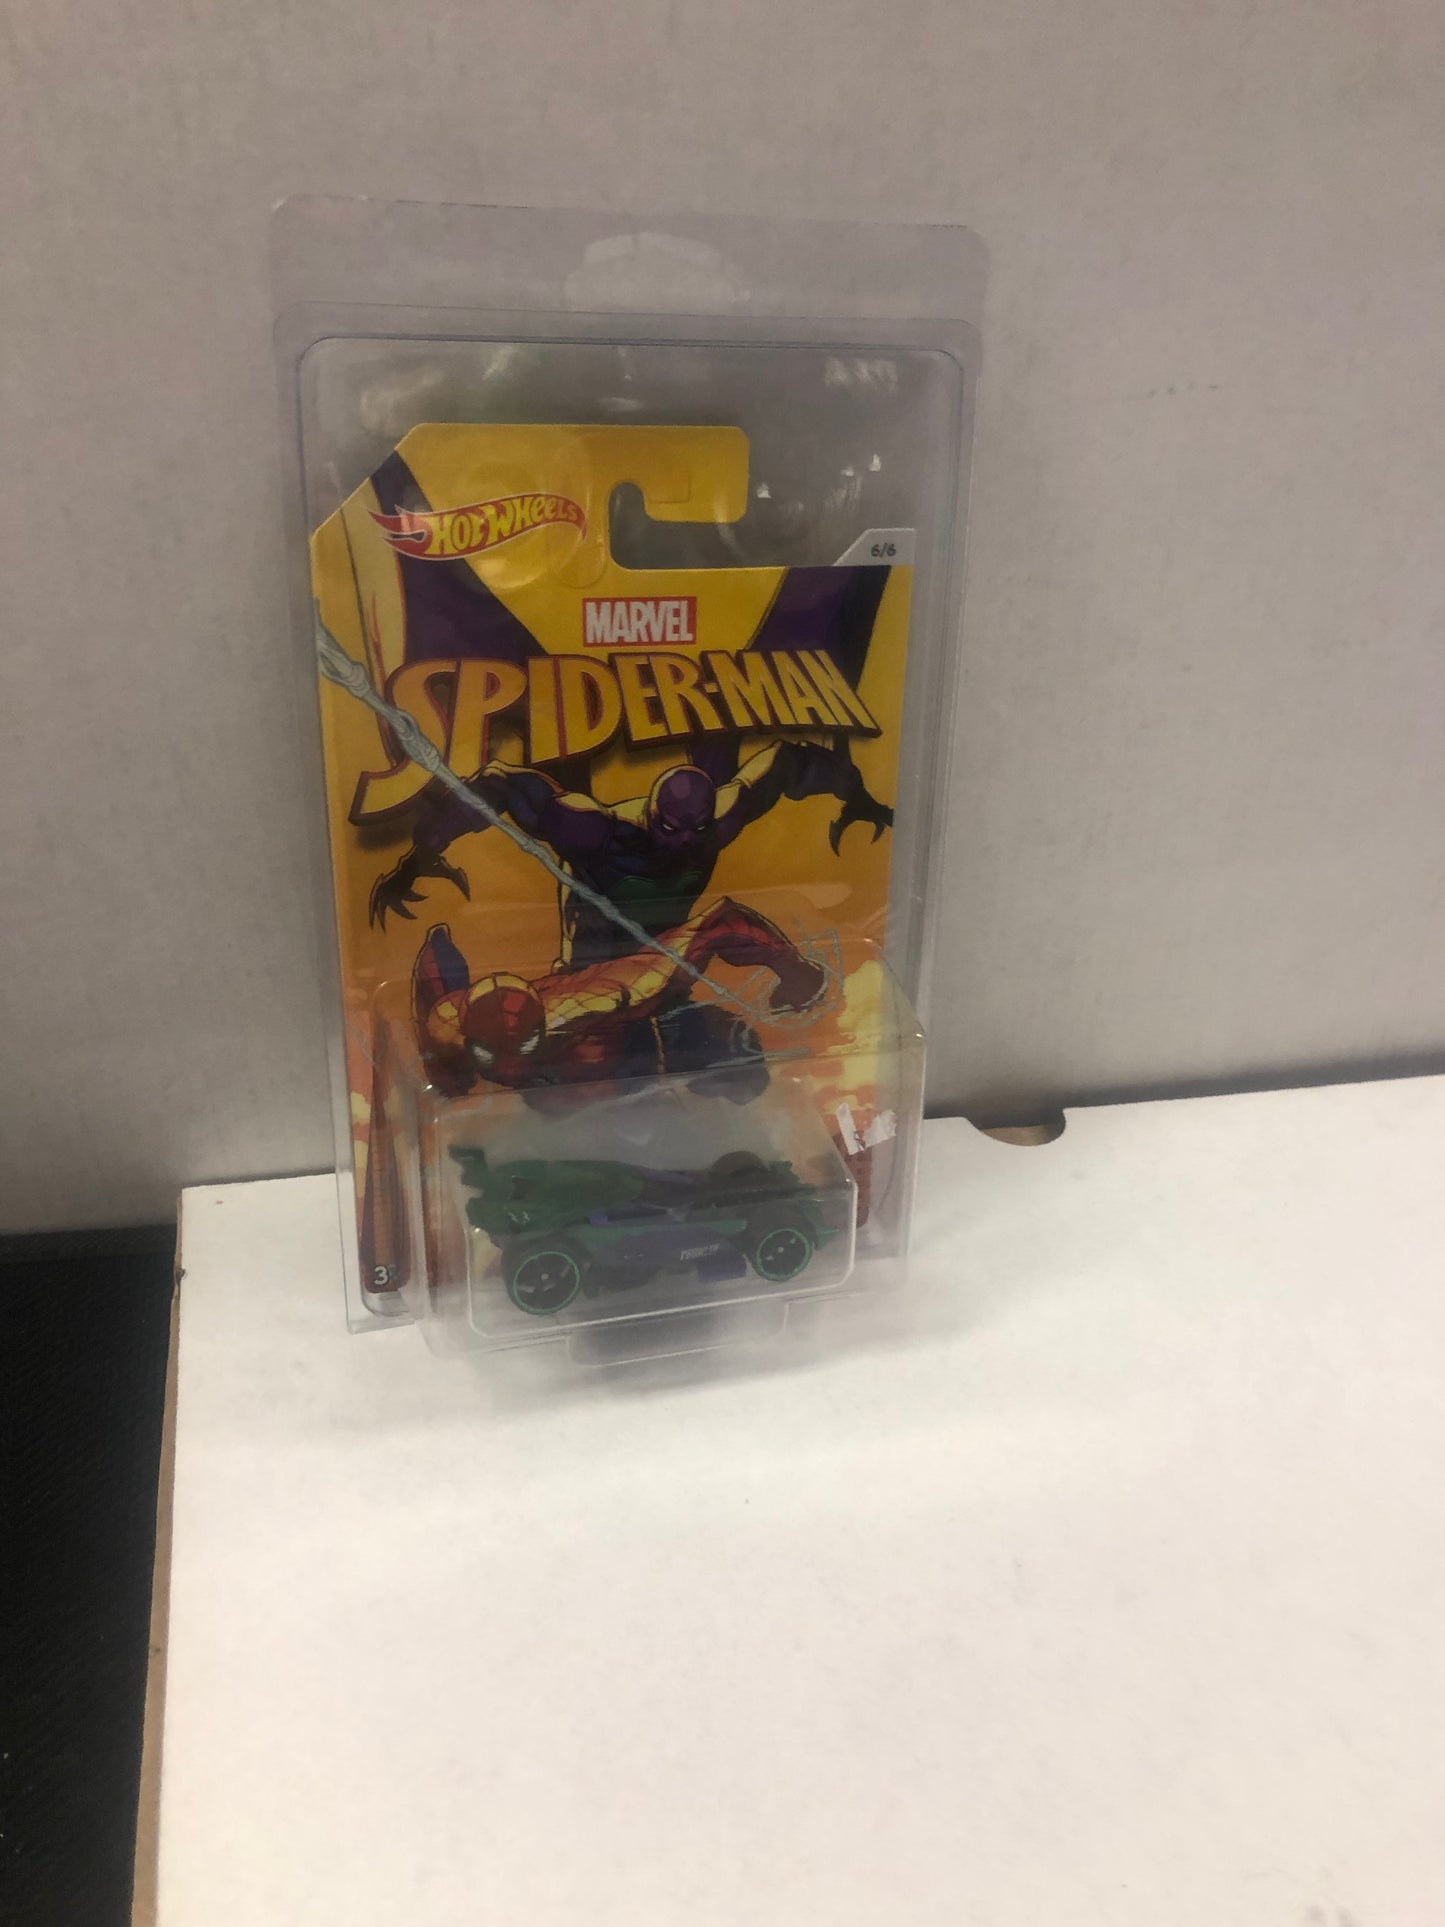 HOT WHEELS
6/6
MARVEL
SPIDER-MAN